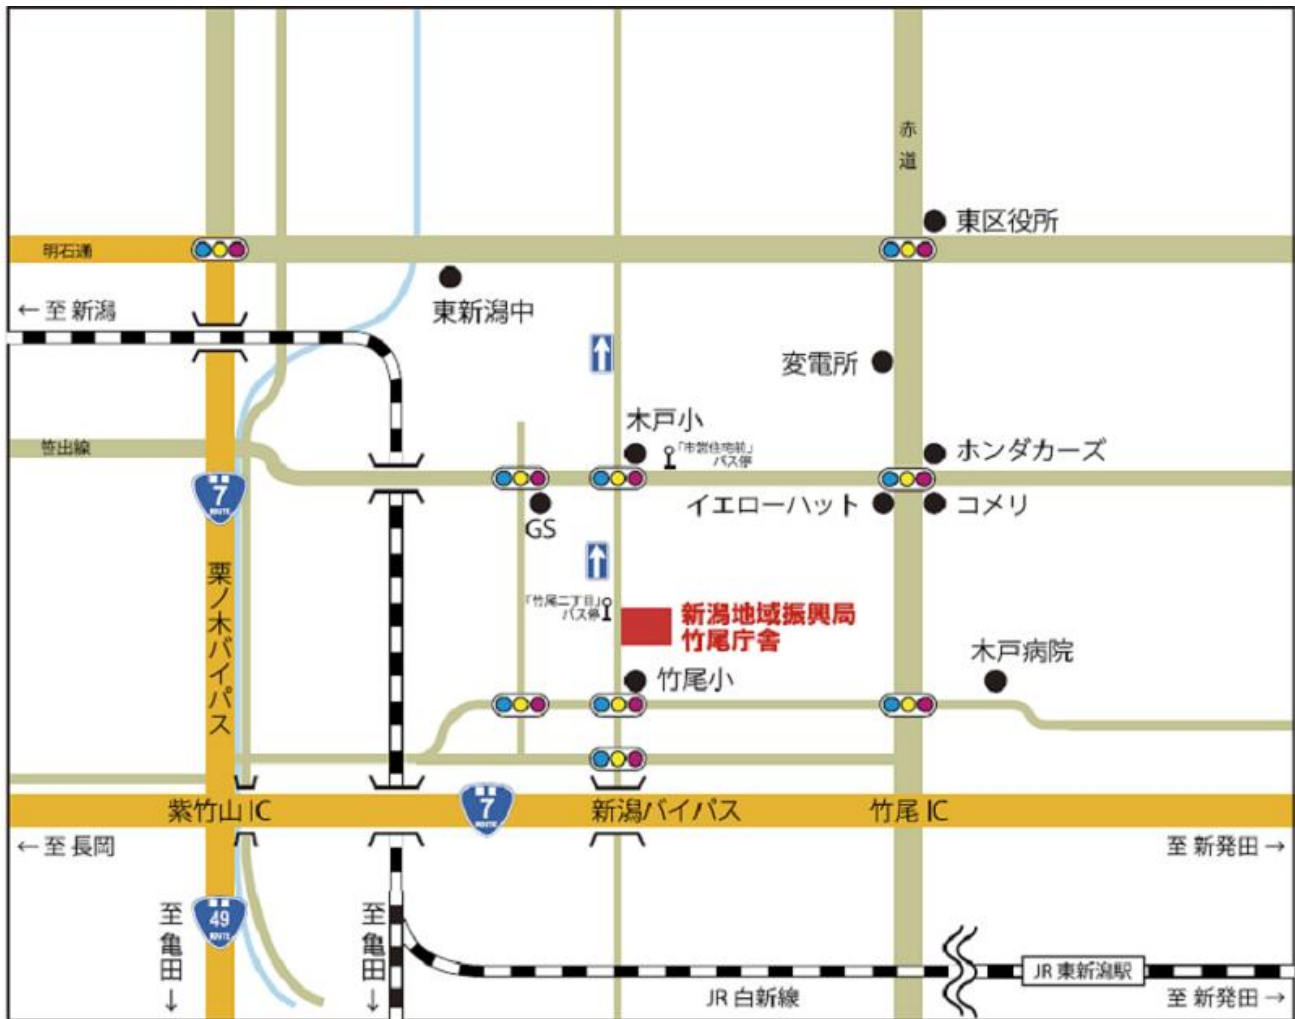 赤道
東区役所
明石通
← 至 新潟
東新潟中
変電所
木戸小
「市営住宅前」
バス停
ホンダカーズ
笹出線
7
ROUTE
イエローハット
コメリ
GS
栗ノ木バイパス
「竹尾二丁目」
バス停
新潟地域振興局
竹尾庁舎
木戸病院
竹尾小
紫竹山 IC
7
ROUTE
新潟バイパス
竹尾 IC
← 至 長岡
至 新発田 →
49
ROUTE
至 亀田 ↓
至 亀田 ↓
JR 東新潟駅
JR 白新線
至 新発田 →